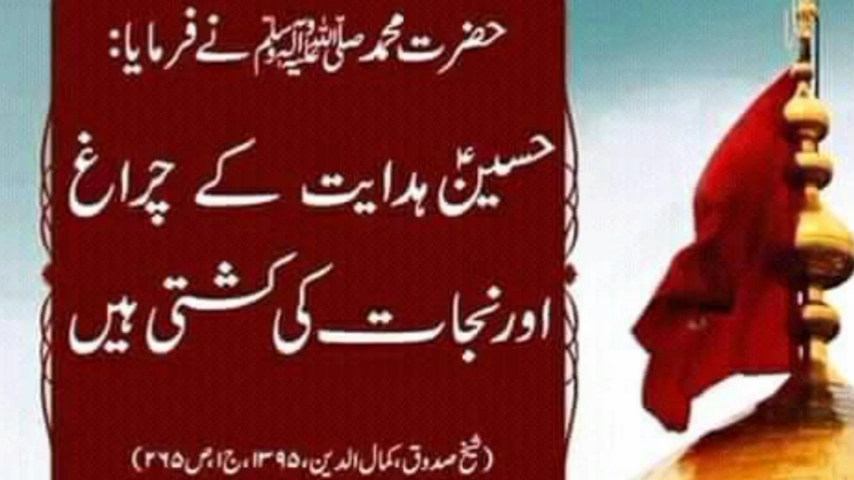 حضرت محمد صلی اللہ علیہ وآلہ وسلم نے فرمایا:
حسینؑ ہدایت کے چراغ
اور نجات کی کشتی ہیں
(شیخ صدوق، کمال الدین، ۱۳۹۵، ج۱، ص ۲۶۵)